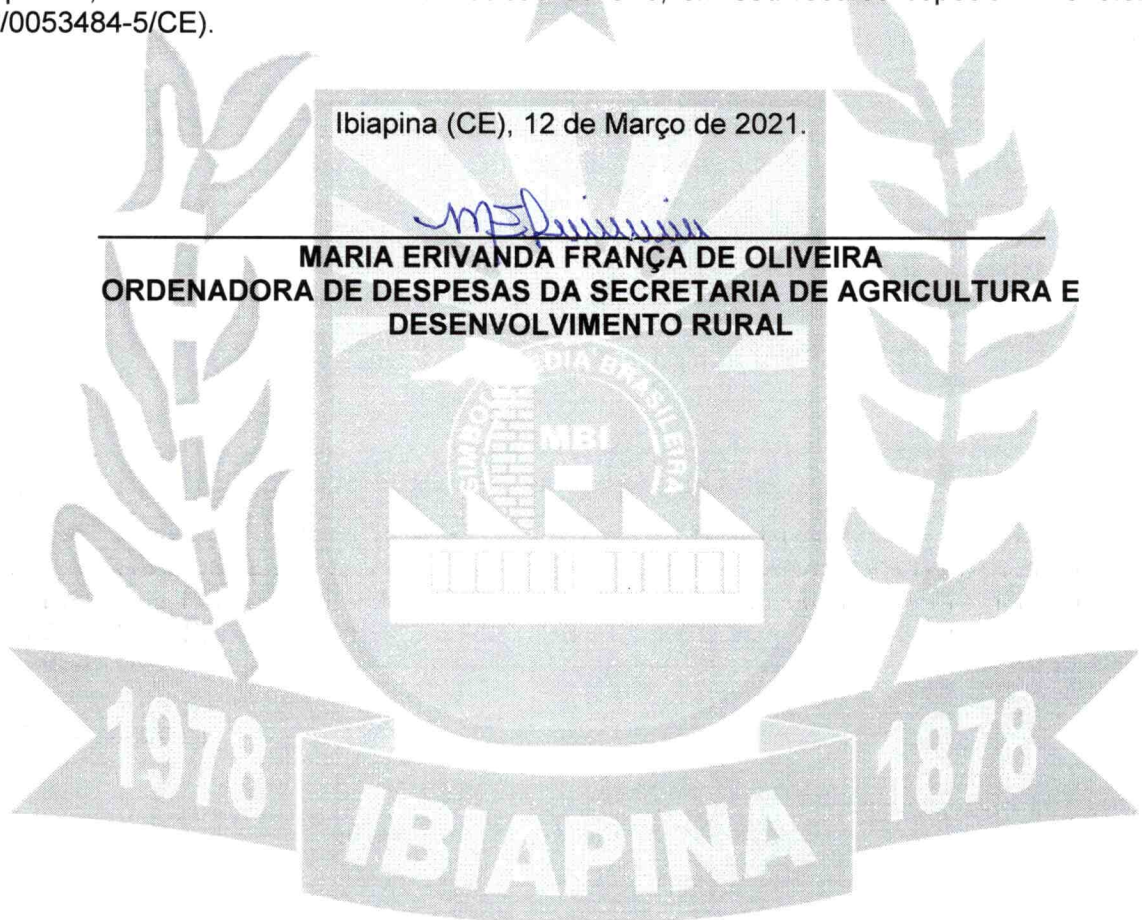 /0053484-5/CE).
Ibiapina (CE), 12 de Março de 2021.
MARIA ERIVANDA FRANÇA DE OLIVEIRA
ORDENADORA DE DESPESAS DA SECRETARIA DE AGRICULTURA E
DESENVOLVIMENTO RURAL
MBI
1978
IBIAPINA
1878